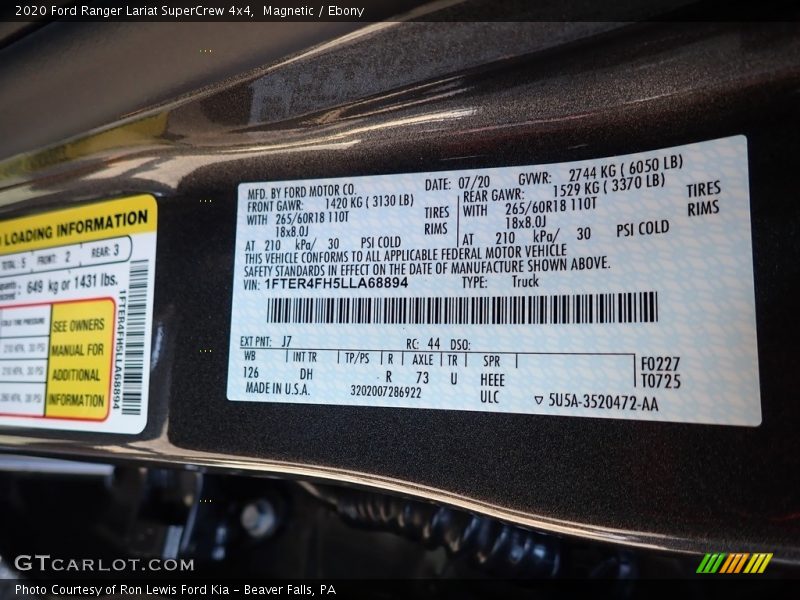 2020 Ford Ranger Lariat SuperCrew 4x4,  Magnetic / Ebony
LOADING INFORMATION
TOTAL: 5 FRONT: 2 REAR: 3
649 kg or 1431 lbs.
COLD TIRE PRESSURE
SEE OWNERS
MANUAL FOR
ADDITIONAL
INFORMATION
1FTER4FH5LLA68894
MFD. BY FORD MOTOR CO. DATE: 07/20 GVWR: 2744 KG ( 6050 LB)
FRONT GAWR: 1420 KG ( 3130 LB) REAR GAWR: 1529 KG ( 3370 LB)
WITH 265/60R18 110T TIRES WITH 265/60R18 110T TIRES
18x8.0J RIMS 18x8.0J RIMS
AT 210 kPa/ 30 PSI COLD AT 210 kPa/ 30 PSI COLD
THIS VEHICLE CONFORMS TO ALL APPLICABLE FEDERAL MOTOR VEHICLE
SAFETY STANDARDS IN EFFECT ON THE DATE OF MANUFACTURE SHOWN ABOVE.
VIN: 1FTER4FH5LLA68894 TYPE: Truck
EXT PNT: J7 RC: 44 DSO:
WB INT TR TP/PS R AXLE TR SPR F0227
126 DH R 73 U HEEE T0725
MADE IN U.S.A. 3202007286922 ULC ▽ 5U5A-3520472-AA
GTCARLOT.COM
Photo Courtesy of Ron Lewis Ford Kia - Beaver Falls, PA